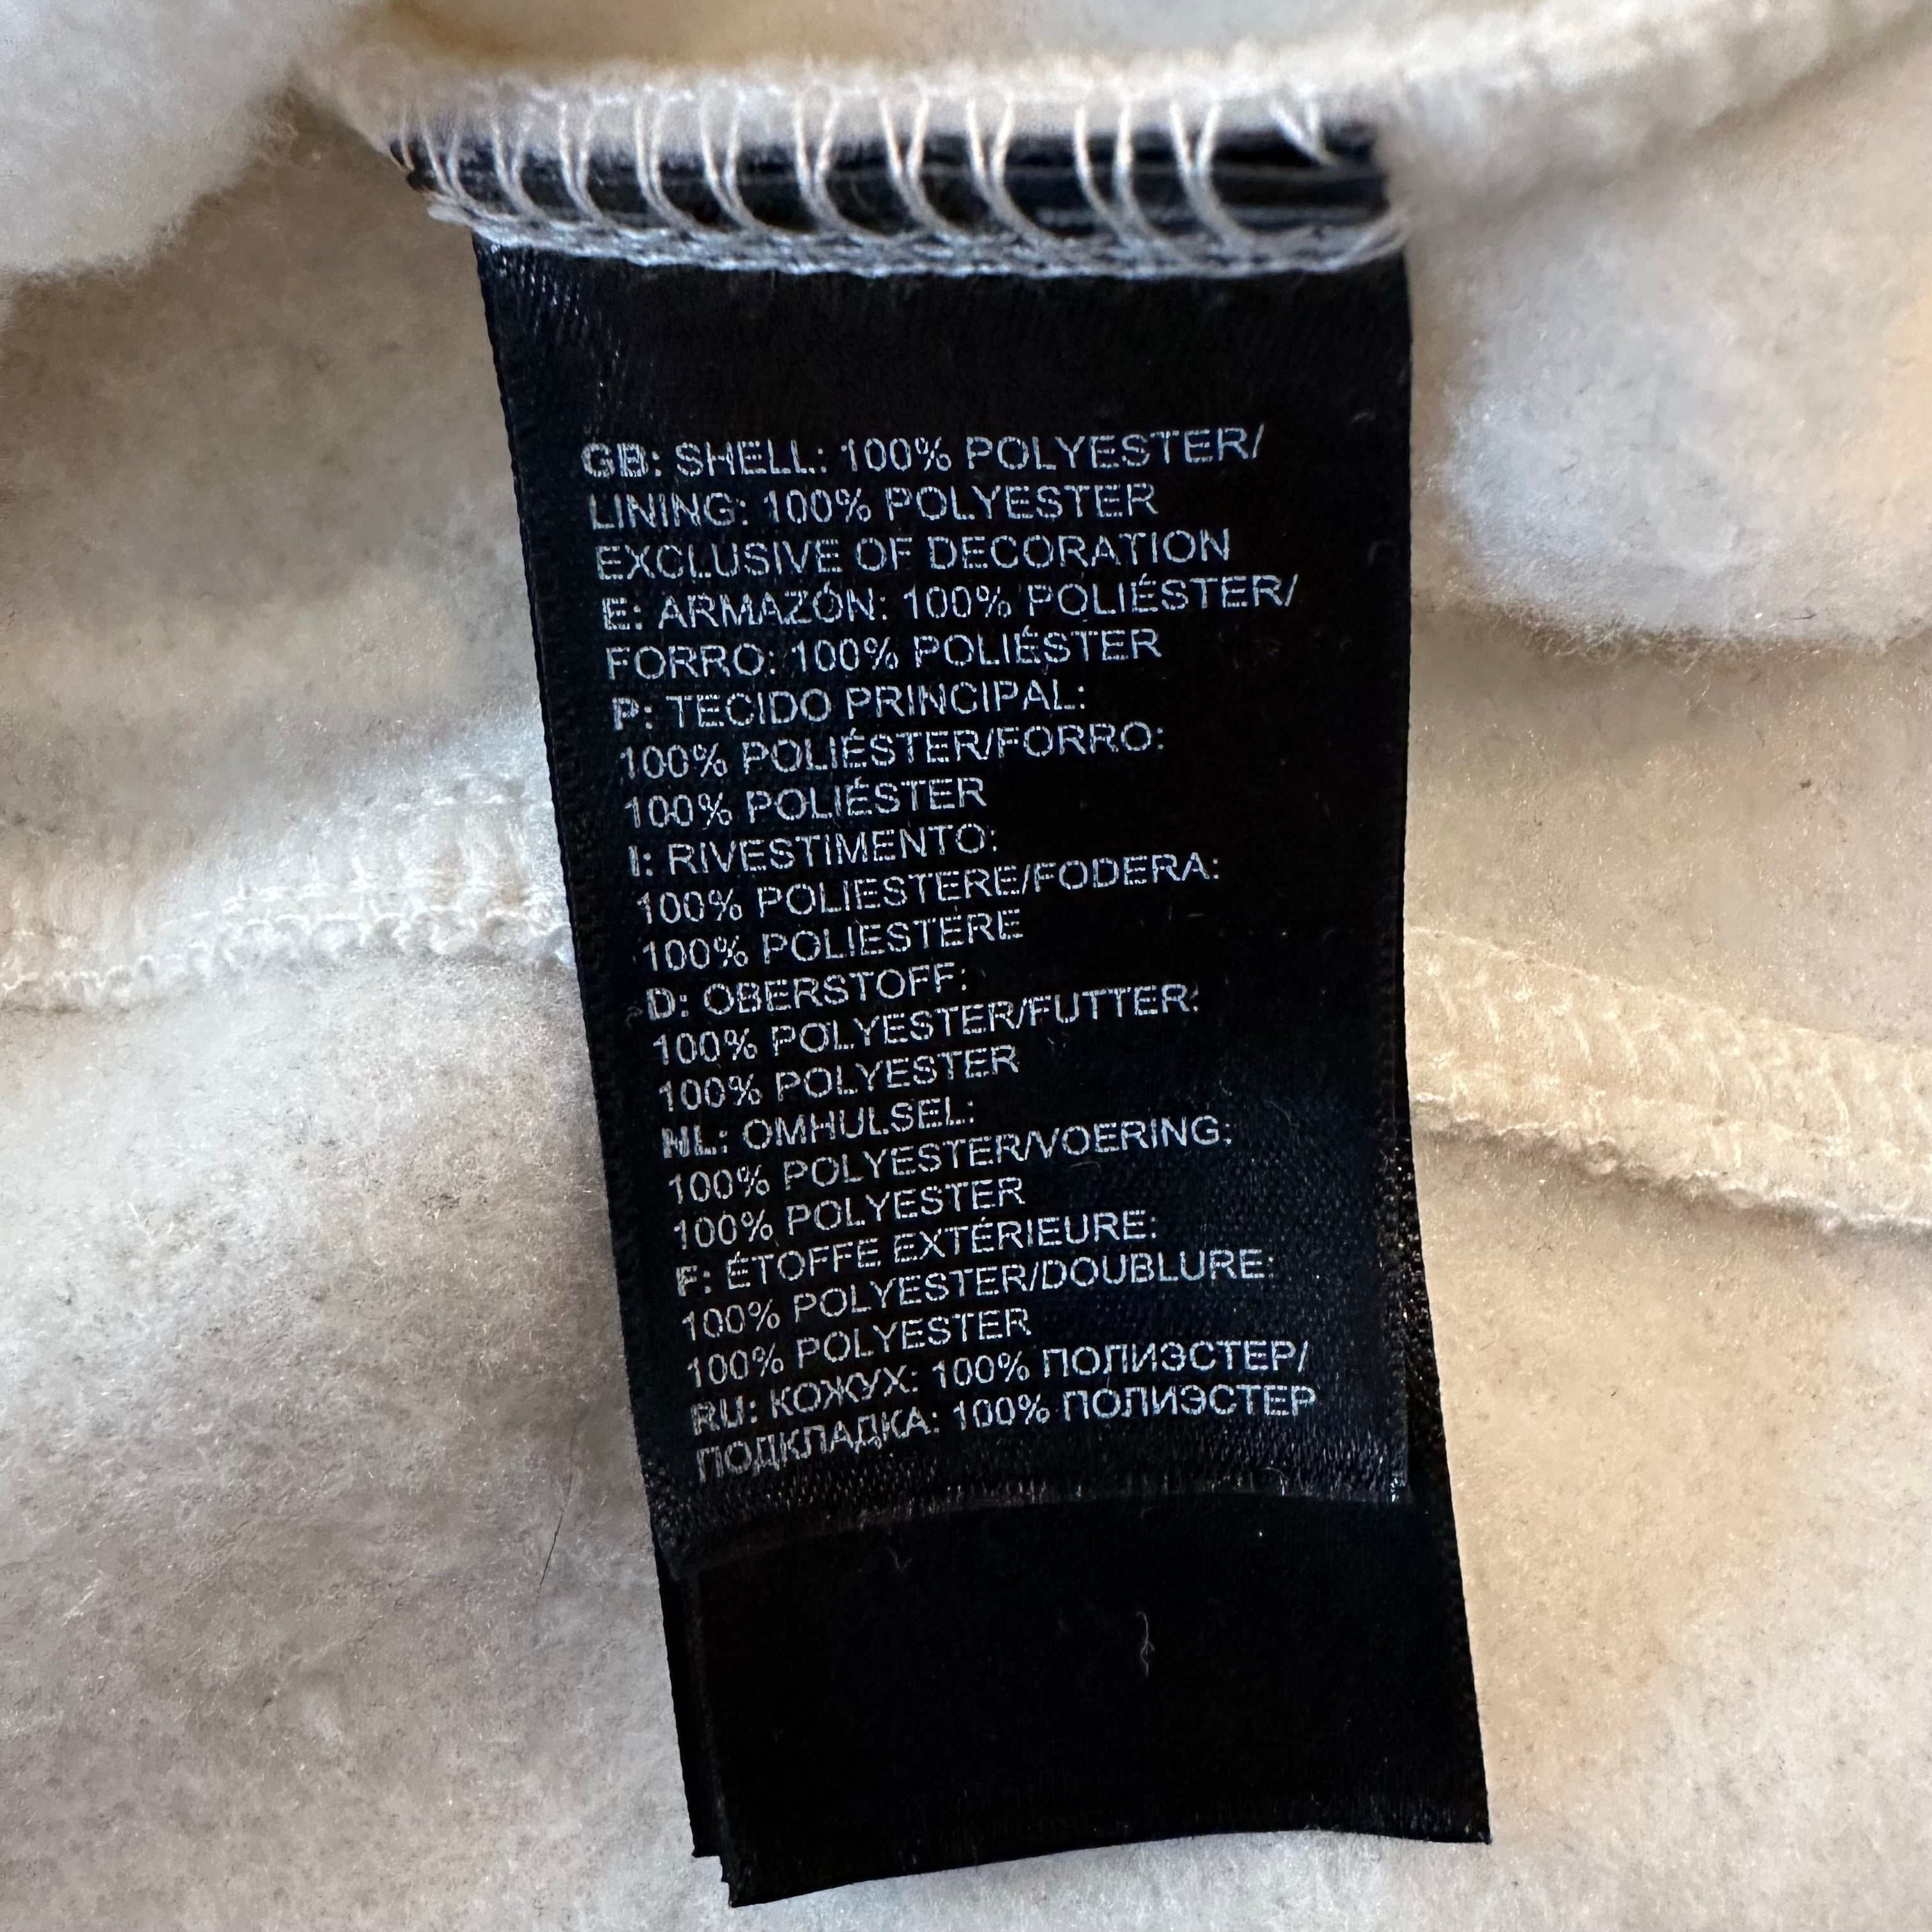 GB: SHELL: 100% POLYESTER/
LINING: 100% POLYESTER
EXCLUSIVE OF DECORATION
E: ARMAZÓN: 100% POLIÉSTER/
FORRO: 100% POLIÉSTER
P: TECIDO PRINCIPAL:
100% POLIÉSTER/FORRO:
100% POLIÉSTER
I: RIVESTIMENTO:
100% POLIESTERE/FODERA:
100% POLIESTERE
D: OBERSTOFF:
100% POLYESTER/FUTTER:
100% POLYESTER
NL: OMHULSEL:
100% POLYESTER/VOERING:
100% POLYESTER
F: ÉTOFFE EXTÉRIEURE:
100% POLYESTER/DOUBLURE:
100% POLYESTER
RU: КОЖУХ: 100% ПОЛИЭСТЕР/
ПОДКЛАДКА: 100% ПОЛИЭСТЕР